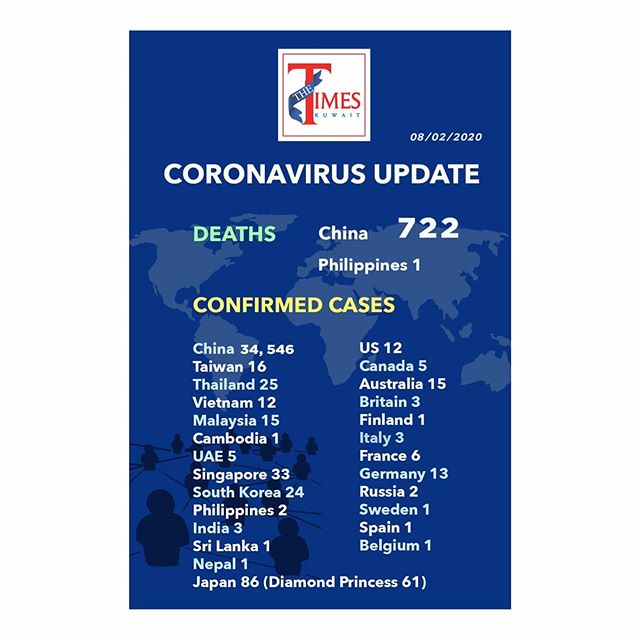 THE TIMES
KUWAIT
08/02/2020
CORONAVIRUS UPDATE
DEATHS
China 722
Philippines 1
CONFIRMED CASES
China 34, 546
Taiwan 16
Thailand 25
Vietnam 12
Malaysia 15
Cambodia 1
UAE 5
Singapore 33
South Korea 24
Philippines 2
India 3
Sri Lanka 1
Nepal 1
Japan 86 (Diamond Princess 61)
US 12
Canada 5
Australia 15
Britain 3
Finland 1
Italy 3
France 6
Germany 13
Russia 2
Sweden 1
Spain 1
Belgium 1